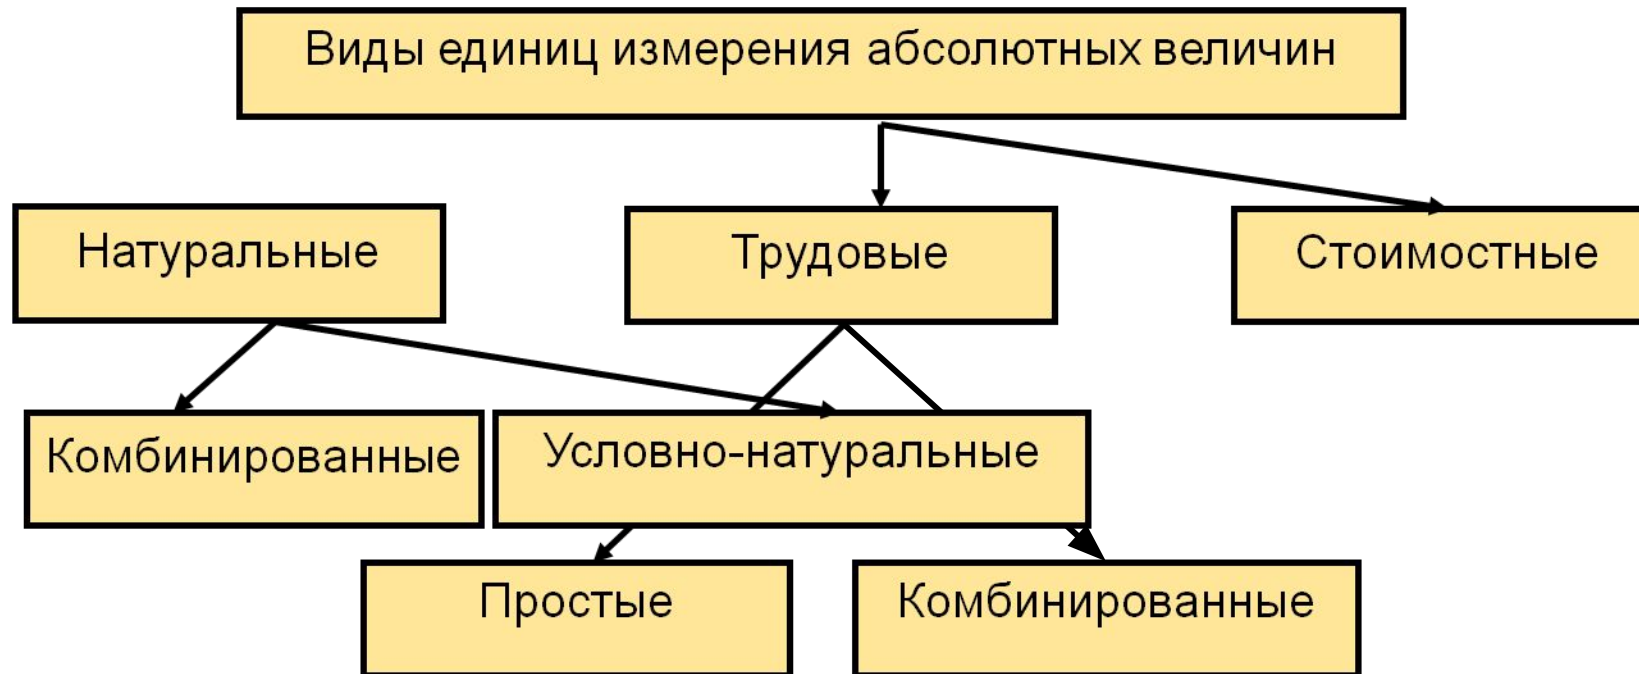 Виды единиц измерения абсолютных величин
Натуральные
Трудовые
Стоимостные
Комбинированные
Условно-натуральные
Простые
Комбинированные